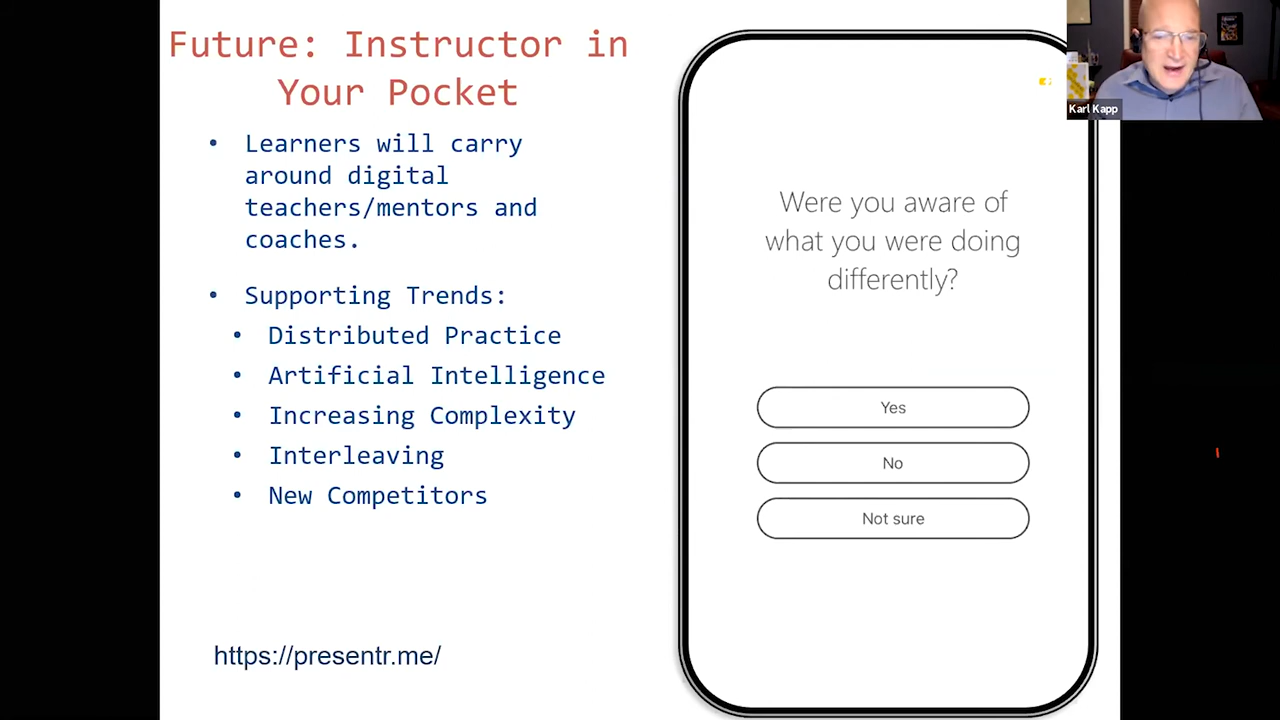 Future: Instructor in
Your Pocket
• Learners will carry
around digital
teachers/mentors and
coaches.
• Supporting Trends:
• Distributed Practice
• Artificial Intelligence
• Increasing Complexity
• Interleaving
• New Competitors
https://presentr.me/
Were you aware of
what you were doing
differently?
Yes
No
Not sure
Karl Kapp